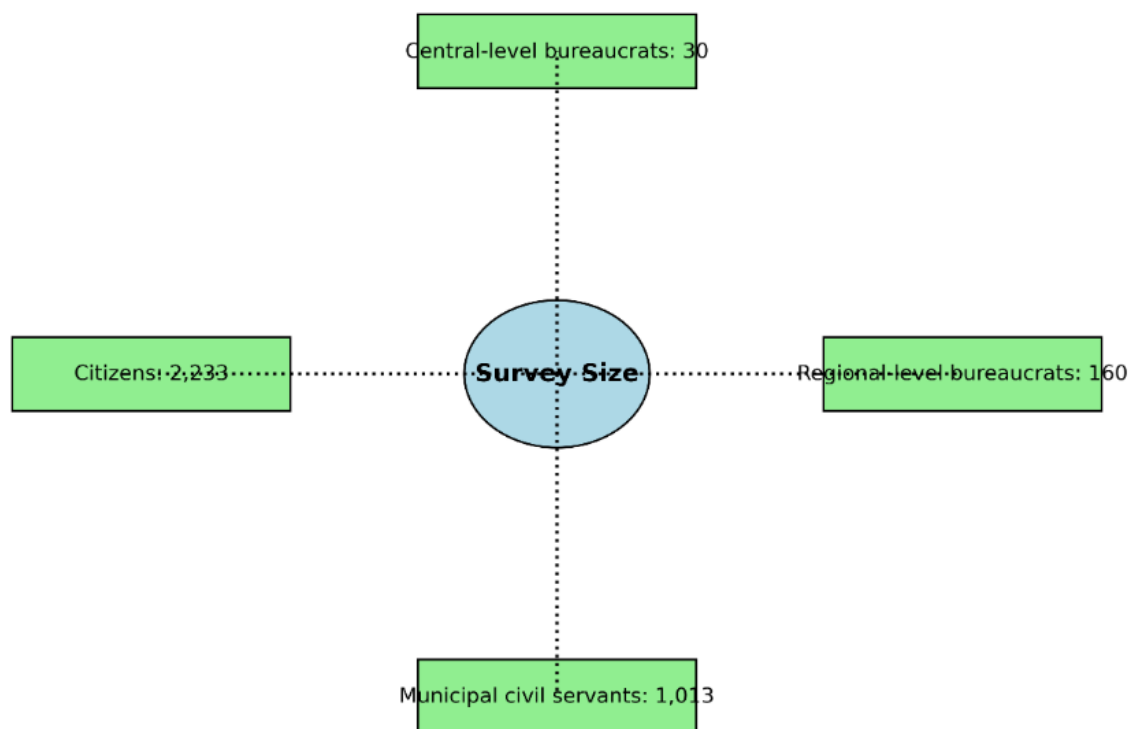 Central-level bureaucrats: 30
Citizens: 2,233
Survey Size
Regional-level bureaucrats: 160
Municipal civil servants: 1,013